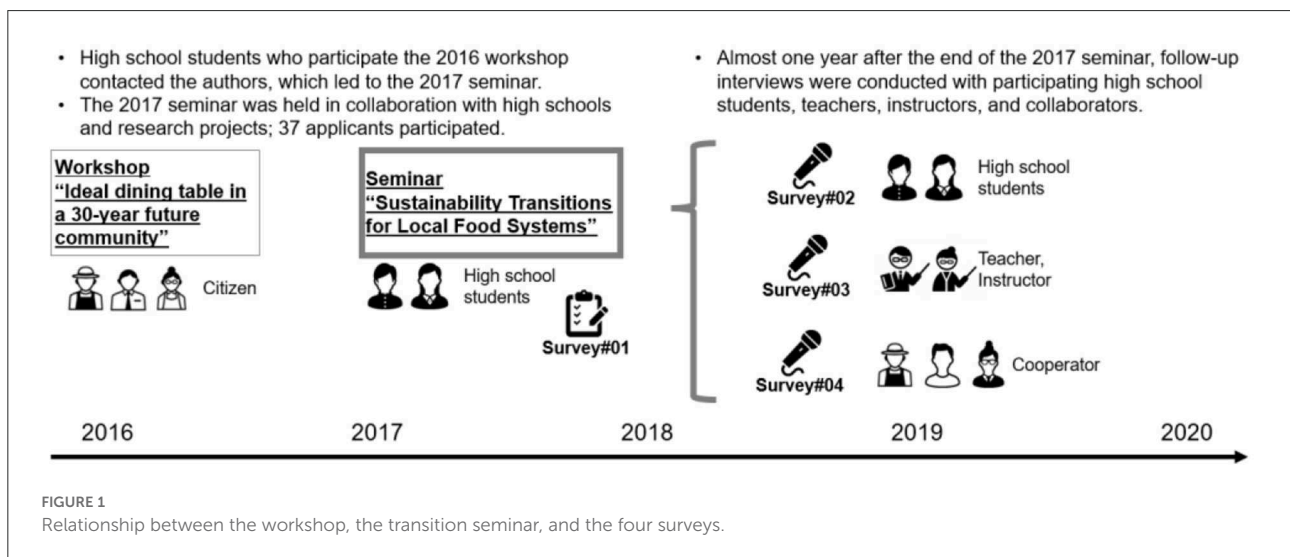 • High school students who participate the 2016 workshop
contacted the authors, which led to the 2017 seminar.
• The 2017 seminar was held in collaboration with high schools
and research projects; 37 applicants participated.
• Almost one year after the end of the 2017 seminar, follow-up
interviews were conducted with participating high school
students, teachers, instructors, and collaborators.
Workshop
“Ideal dining table in
a 30-year future
community”
Citizen
Seminar
“Sustainability Transitions
for Local Food Systems”
High school
students
Survey#01
Survey#02
High school
students
Survey#03
Teacher,
Instructor
Survey#04
Cooperator
2016
2017
2018
2019
2020
FIGURE 1
Relationship between the workshop, the transition seminar, and the four surveys.